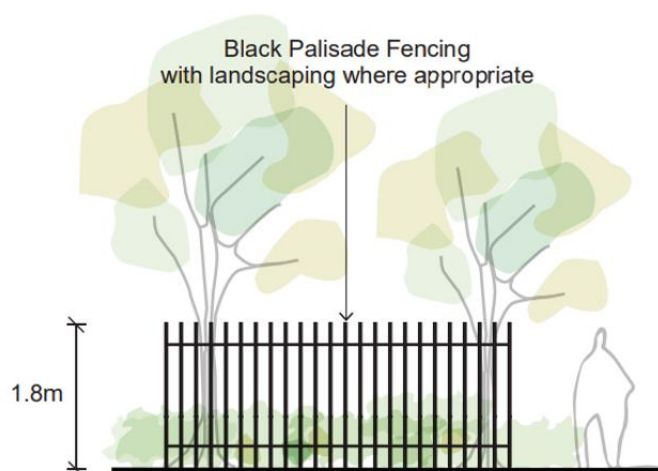 Black Palisade Fencing
with landscaping where appropriate
1.8m